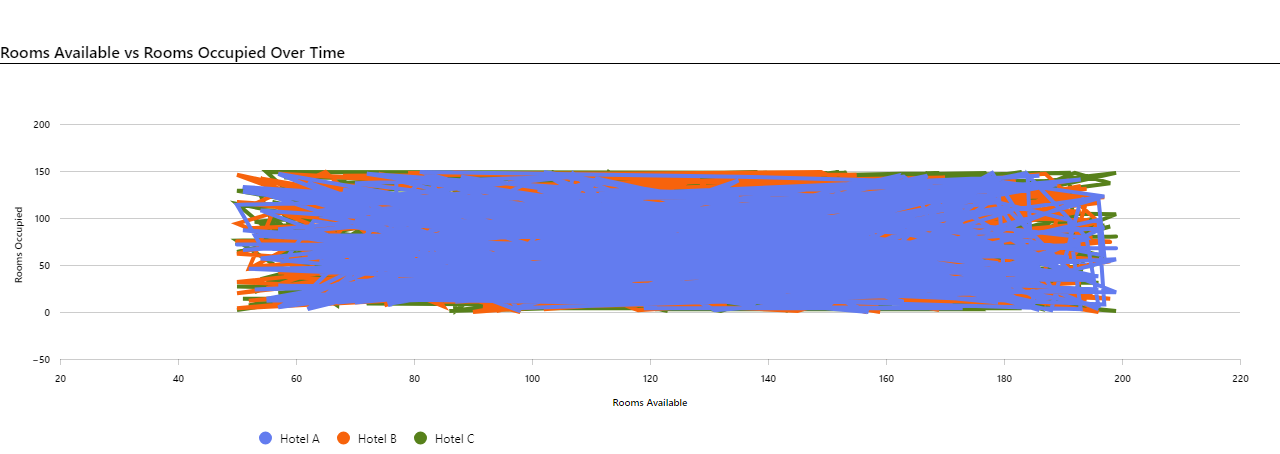 Rooms Available vs Rooms Occupied Over Time
200
150
100
50
0
−50
Rooms Occupied
20 40 60 80 100 120 140 160 180 200 220
Rooms Available
Hotel A Hotel B Hotel C